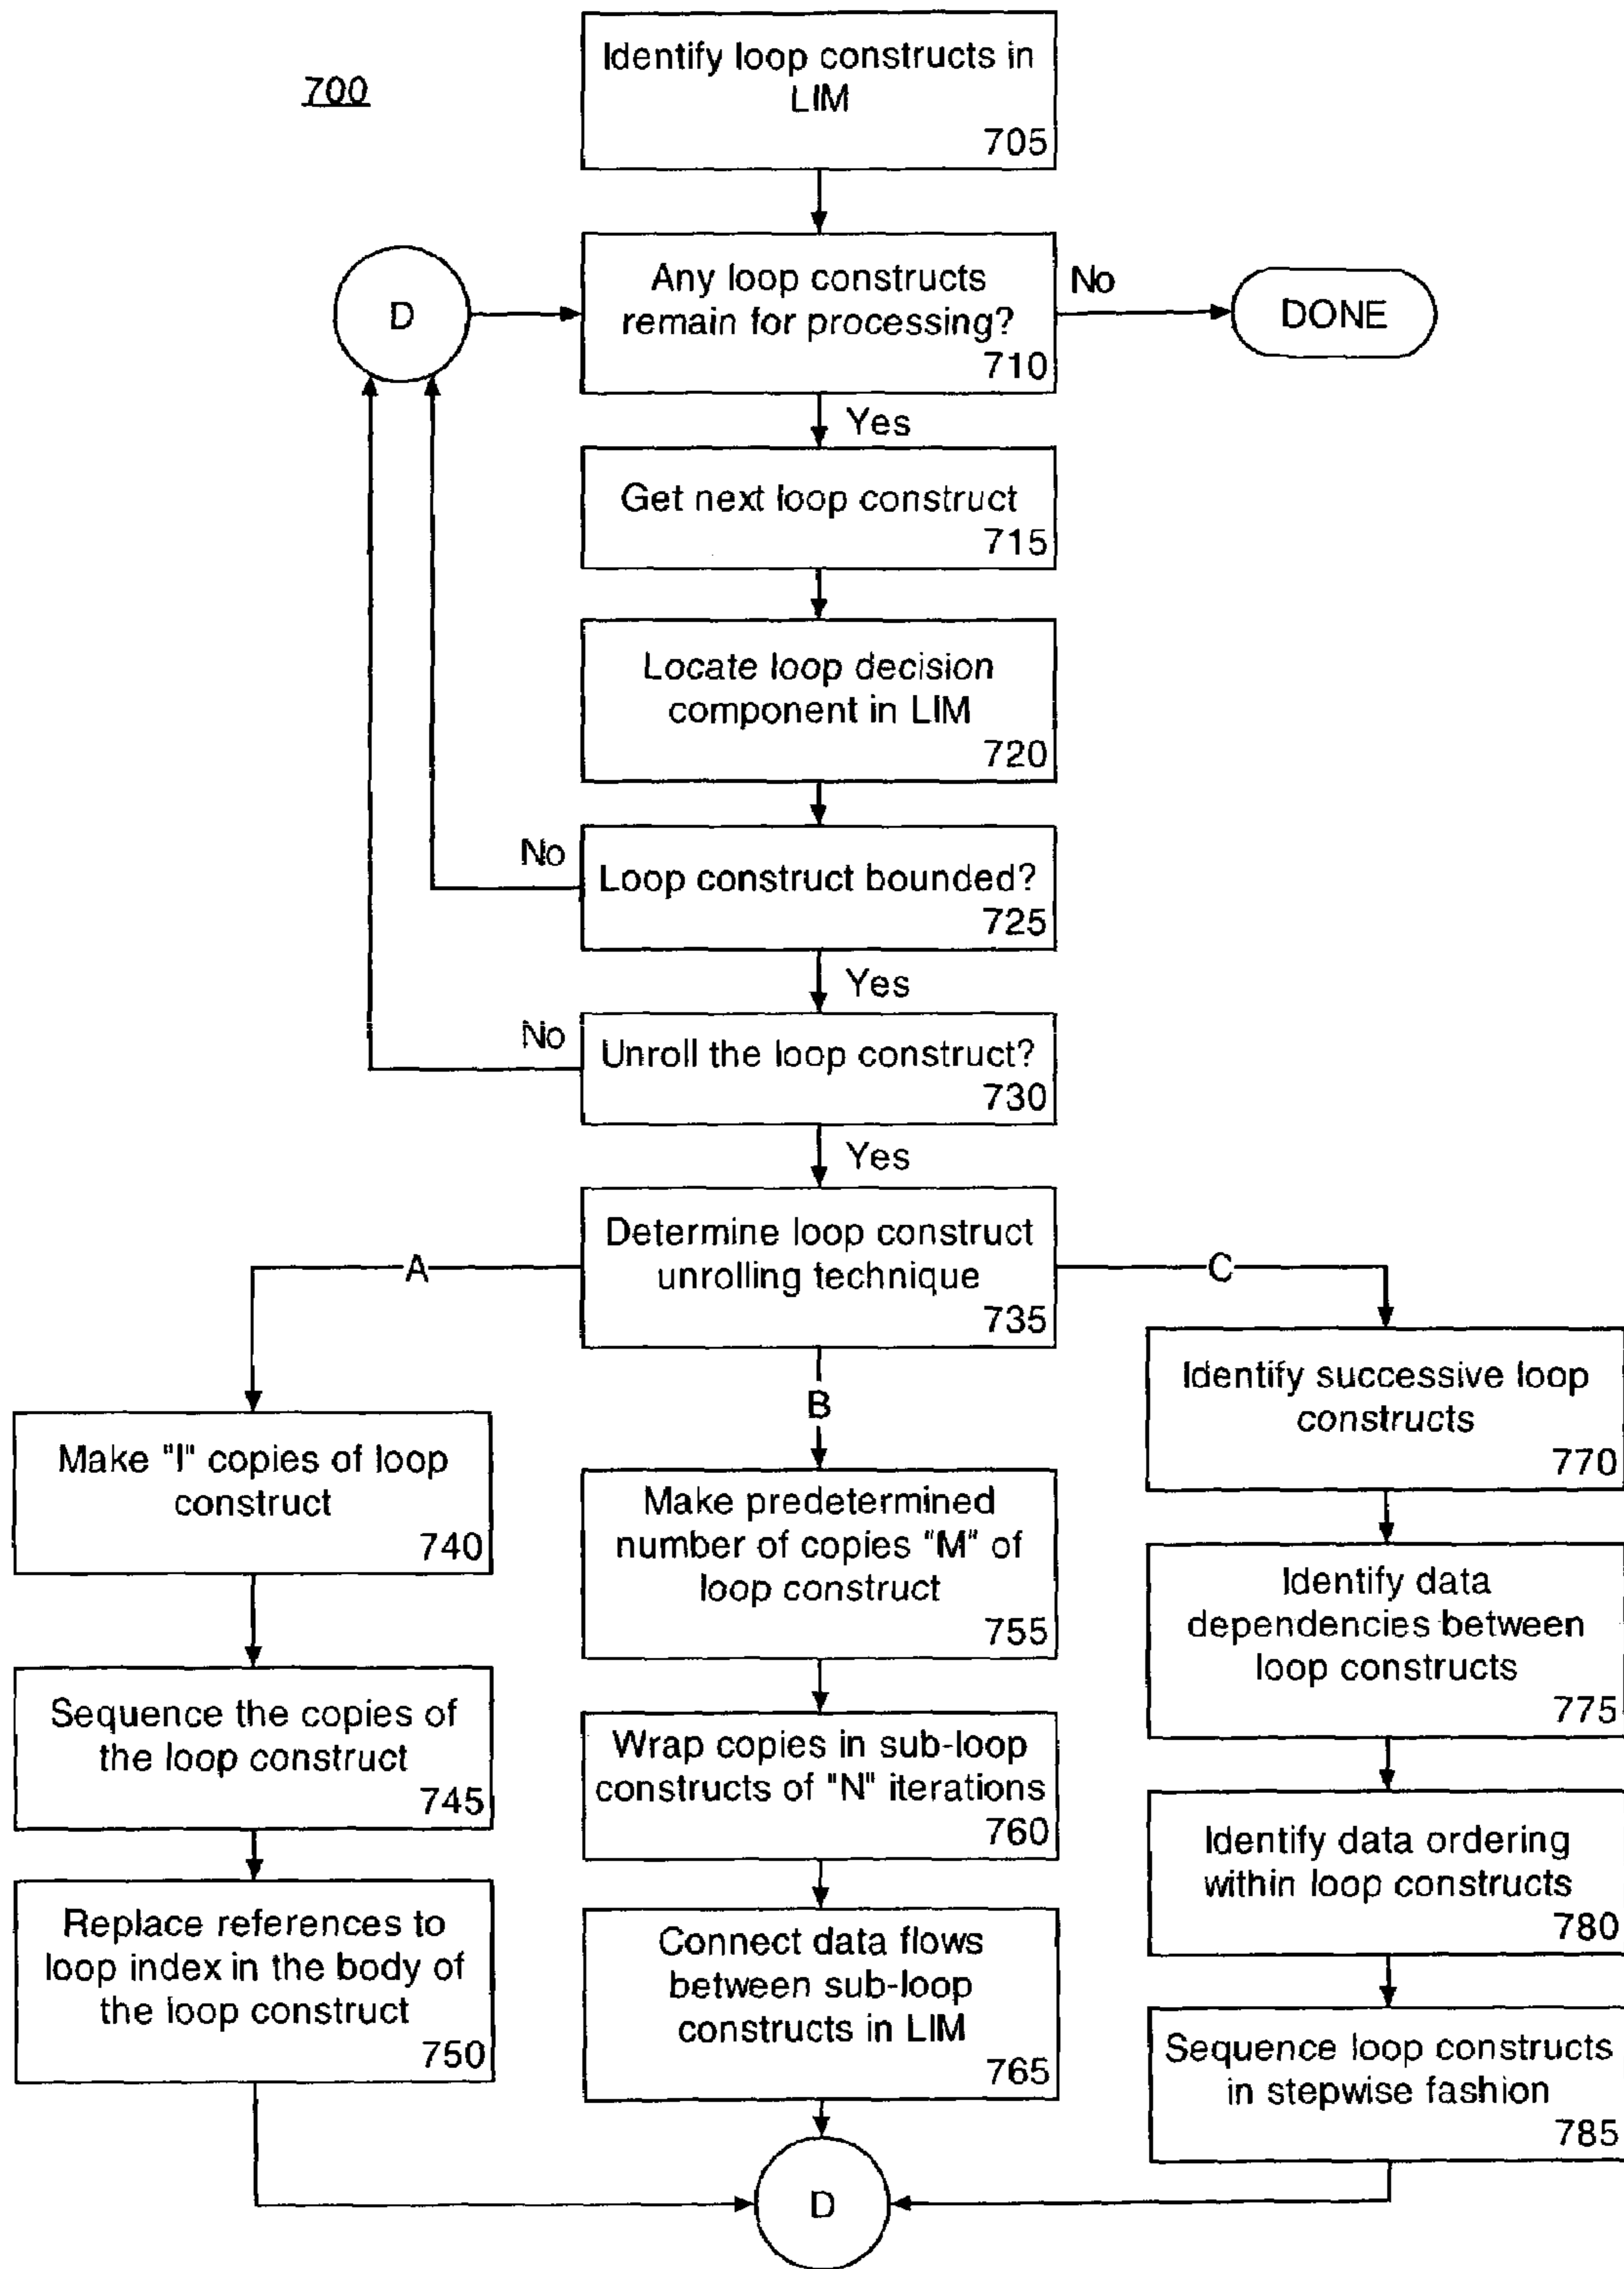 700
Identify loop constructs in
LIM
705
D
Any loop constructs
remain for processing?
710
No
DONE
Yes
Get next loop construct
715
Locate loop decision
component in LIM
720
No
Loop construct bounded?
725
Yes
No
Unroll the loop construct?
730
Yes
Determine loop construct
unrolling technique
735
A
B
C
Make "I" copies of loop
construct
740
Sequence the copies of
the loop construct
745
Replace references to
loop index in the body of
the loop construct
750
Make predetermined
number of copies "M" of
loop construct
755
Wrap copies in sub-loop
constructs of "N" iterations
760
Connect data flows
between sub-loop
constructs in LIM
765
Identify successive loop
constructs
770
Identify data
dependencies between
loop constructs
775
Identify data ordering
within loop constructs
780
Sequence loop constructs
in stepwise fashion
785
D